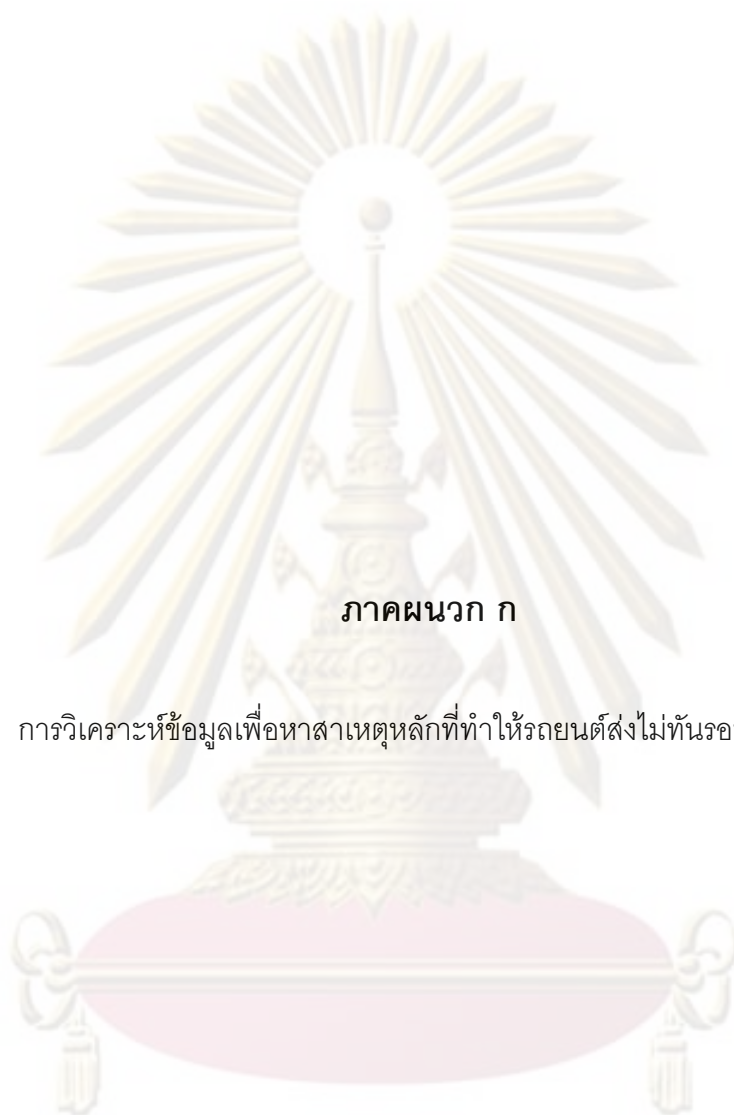 ภาคผนวก ก
การวิเคราะห์ข้อมูลเพื่อหาสาเหตุหลักที่ทำให้รถยนต์ส่งไม่ทันรอ